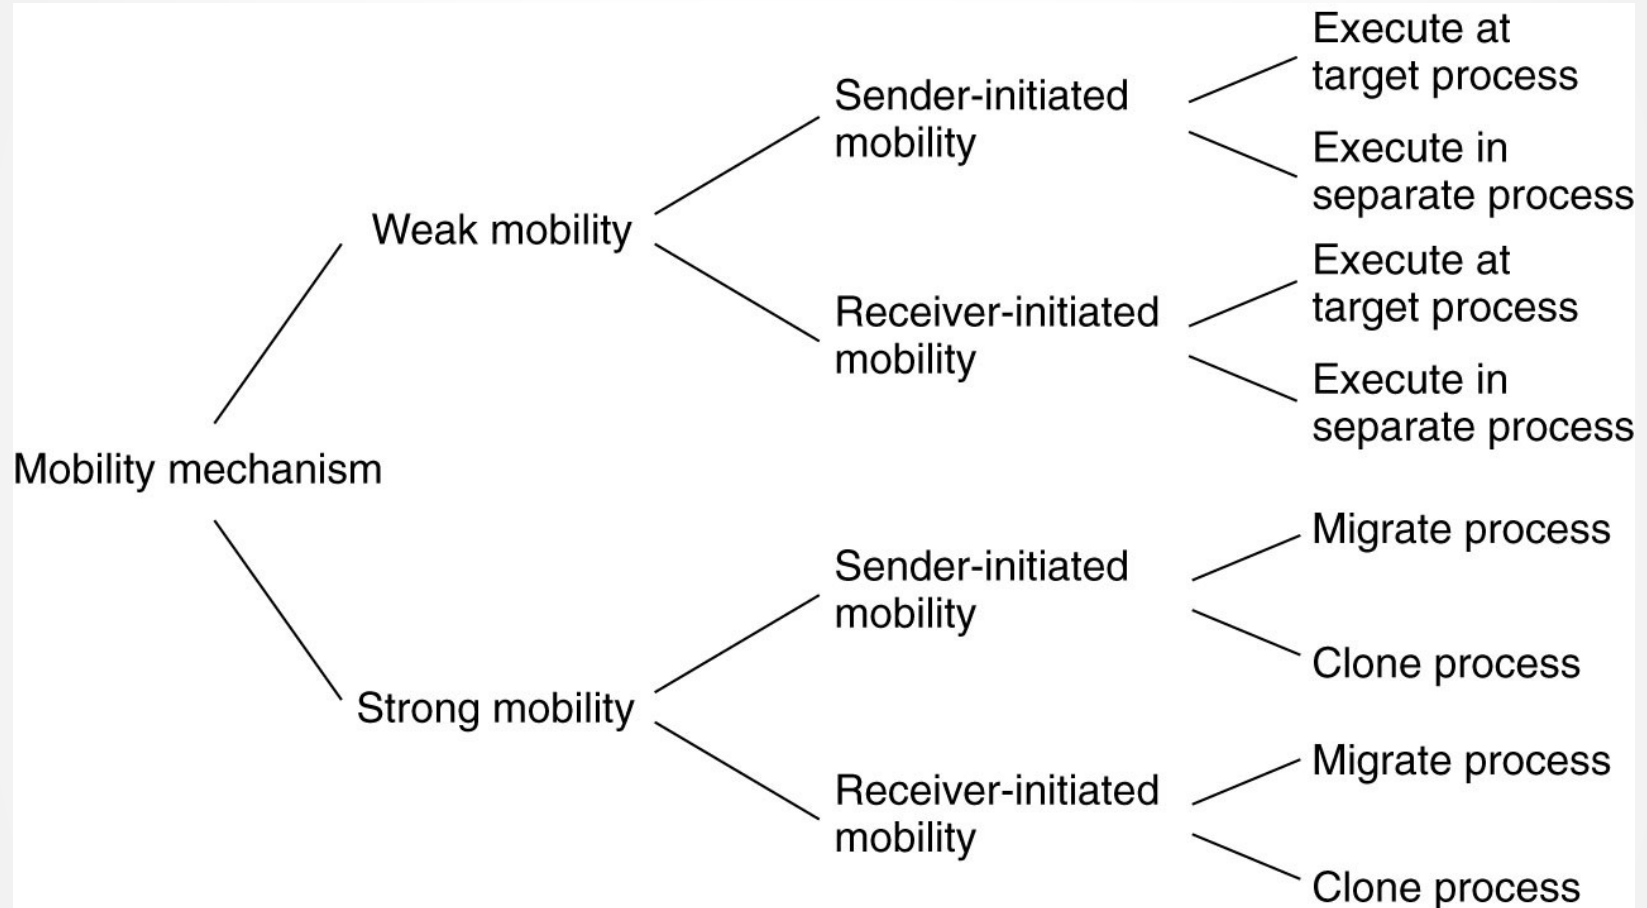 Execute at
target process
Sender-initiated
mobility
Execute in
separate process
Weak mobility
Execute at
target process
Receiver-initiated
mobility
Execute in
separate process
Mobility mechanism
Migrate process
Sender-initiated
mobility
Clone process
Strong mobility
Migrate process
Receiver-initiated
mobility
Clone process